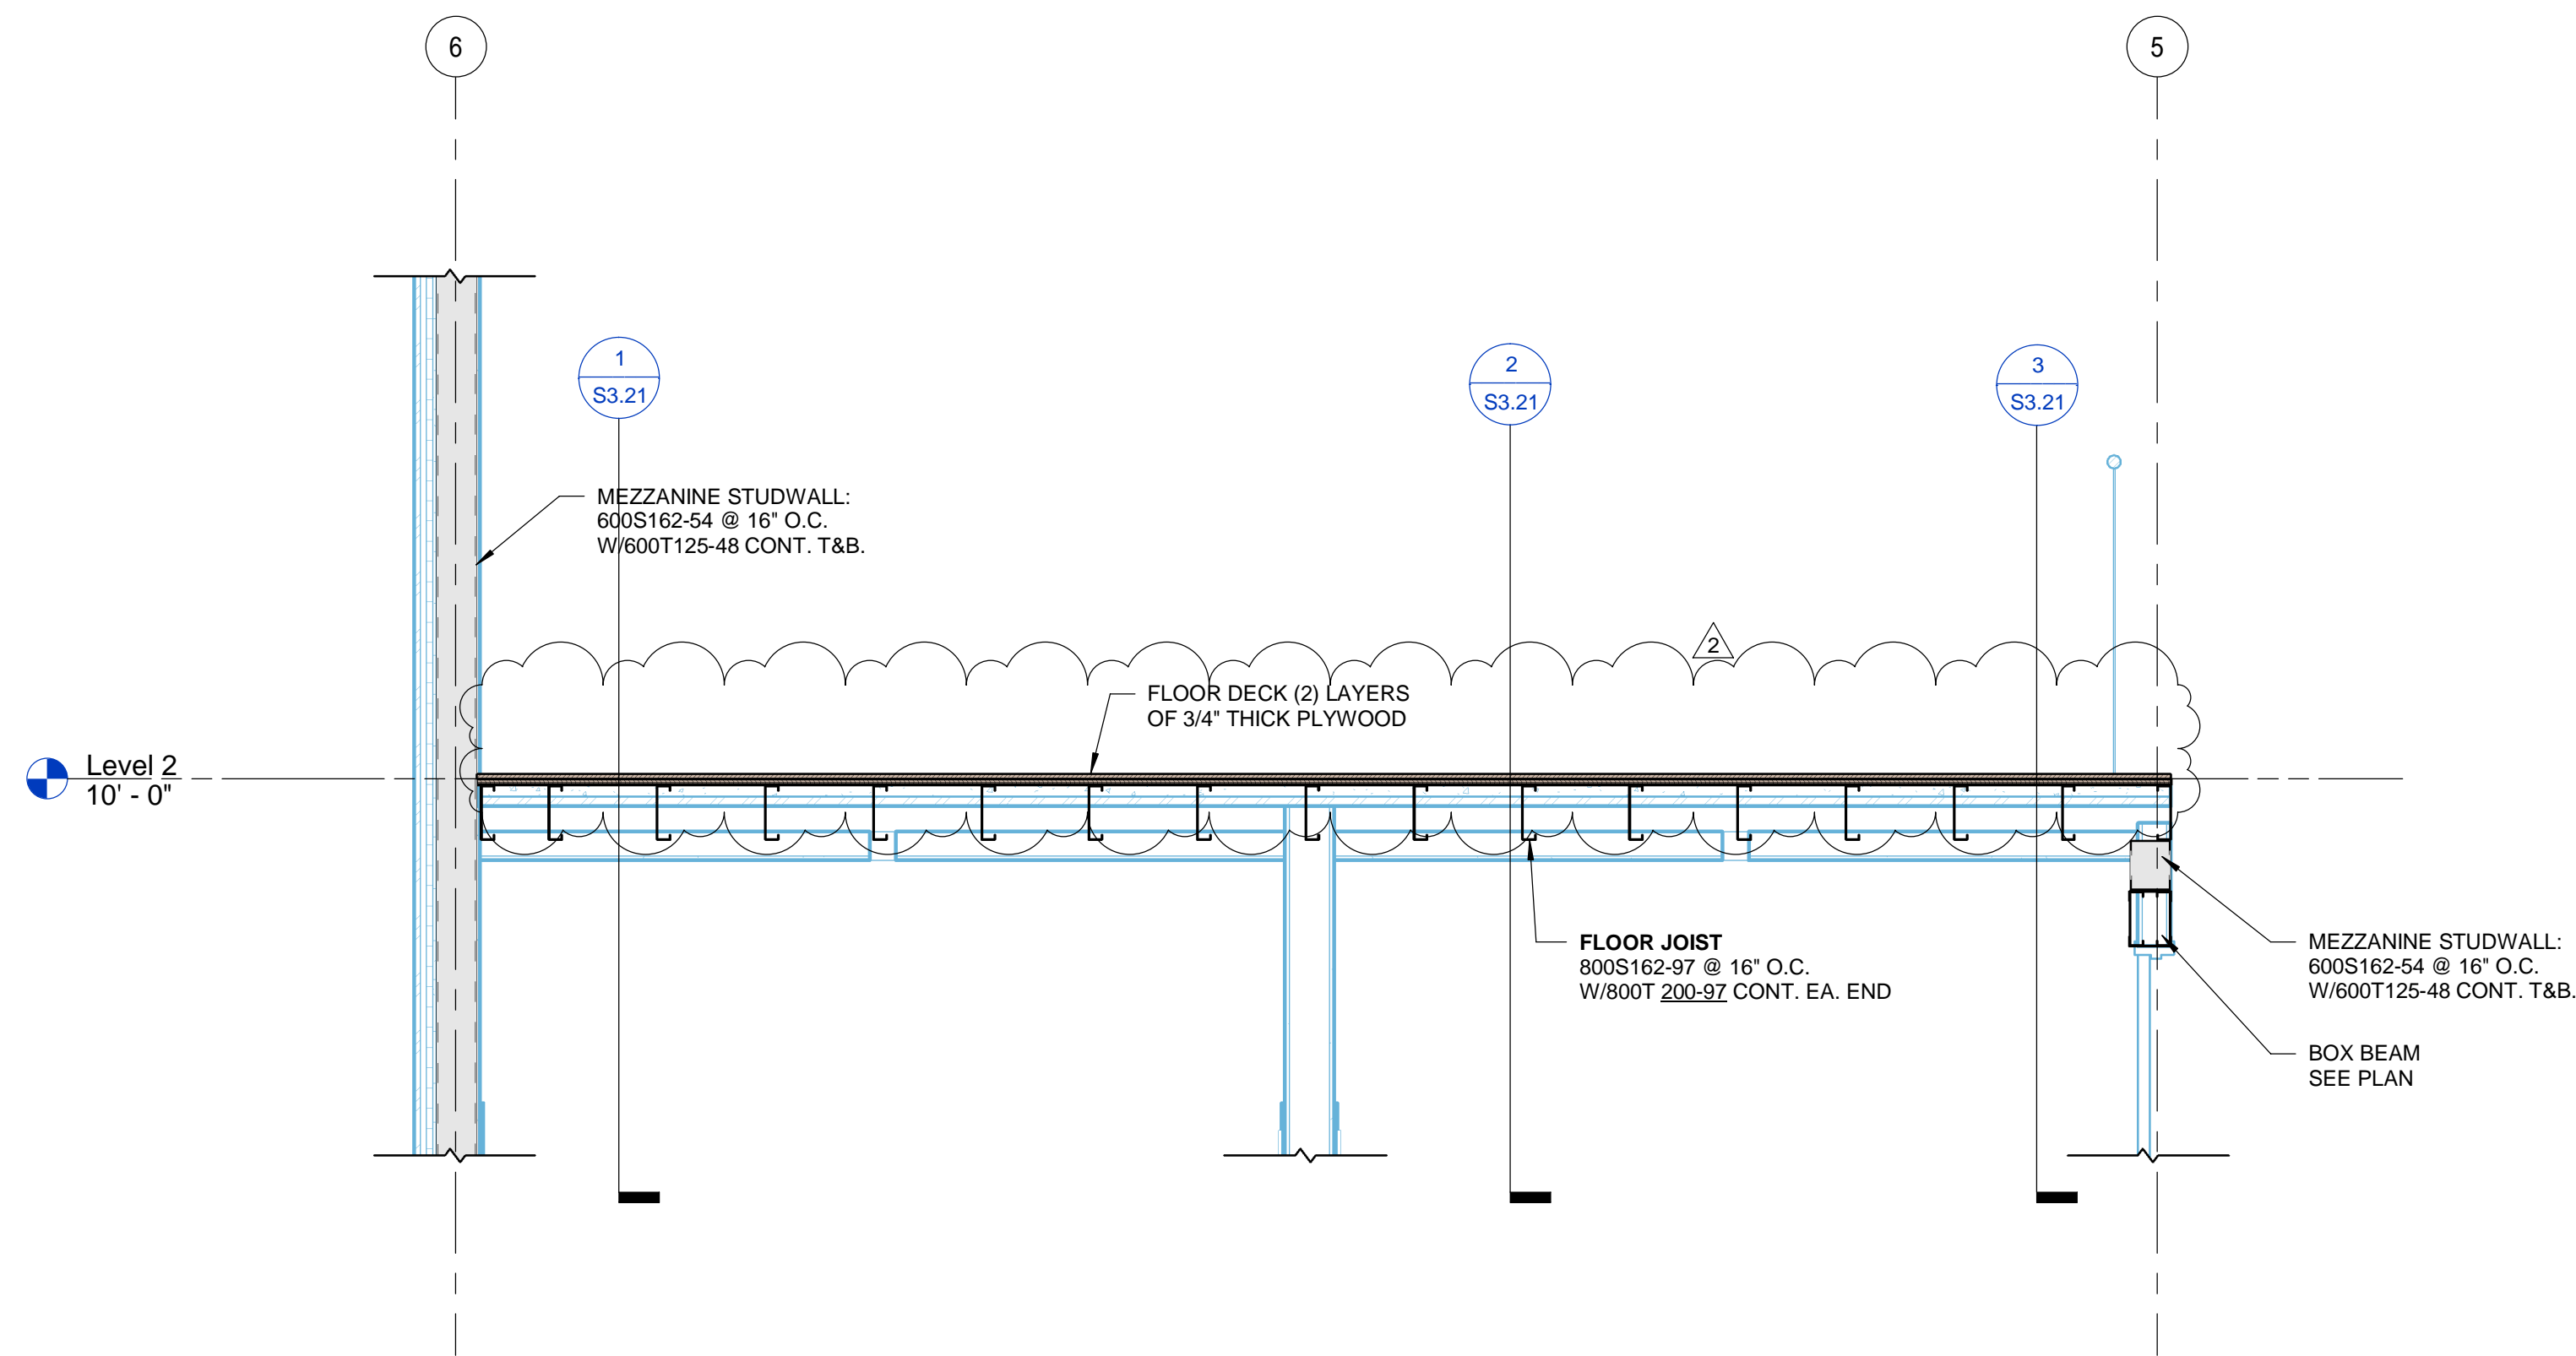 6
5
1
S3.21
2
S3.21
3
S3.21
MEZZANINE STUDWALL:
600S162-54 @ 16" O.C.
W/600T125-48 CONT. T&B.
2
FLOOR DECK (2) LAYERS
OF 3/4" THICK PLYWOOD
Level 2
10' - 0"
FLOOR JOIST
800S162-97 @ 16" O.C.
W/800T 200-97 CONT. EA. END
MEZZANINE STUDWALL:
600S162-54 @ 16" O.C.
W/600T125-48 CONT. T&B.
BOX BEAM
SEE PLAN